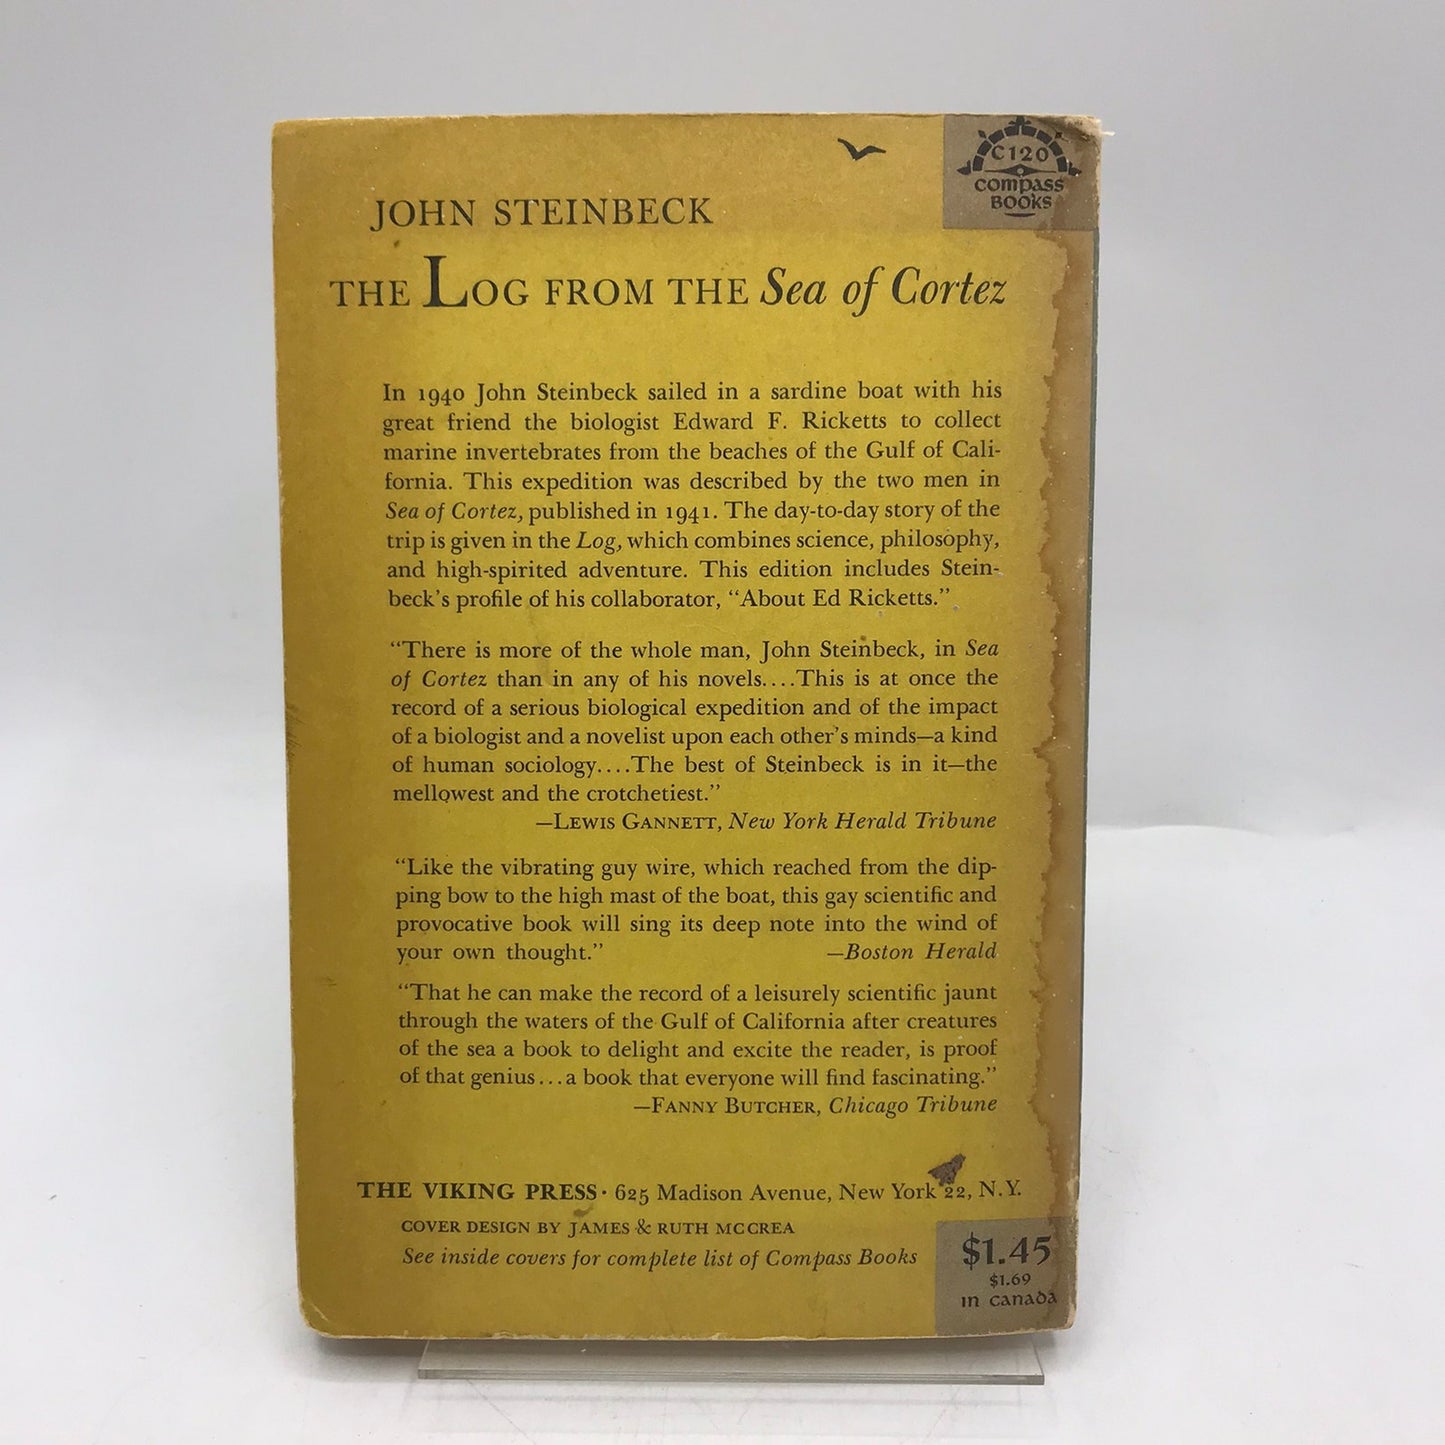 C120
COMPASS
BOOKS
JOHN STEINBECK
THE LOG FROM THE Sea of Cortez
In 1940 John Steinbeck sailed in a sardine boat with his
great friend the biologist Edward F. Ricketts to collect
marine invertebrates from the beaches of the Gulf of Cali-
fornia. This expedition was described by the two men in
Sea of Cortez, published in 1941. The day-to-day story of the
trip is given in the Log, which combines science, philosophy,
and high-spirited adventure. This edition includes Stein-
beck's profile of his collaborator, “About Ed Ricketts.”
“There is more of the whole man, John Steinbeck, in Sea
of Cortez than in any of his novels....This is at once the
record of a serious biological expedition and of the impact
of a biologist and a novelist upon each other's minds—a kind
of human sociology....The best of Steinbeck is in it—the
mellowest and the crotchetiest.”
—LEWIS GANNETT, New York Herald Tribune
“Like the vibrating guy wire, which reached from the dip-
ping bow to the high mast of the boat, this gay scientific and
provocative book will sing its deep note into the wind of
your own thought.” —Boston Herald
“That he can make the record of a leisurely scientific jaunt
through the waters of the Gulf of California after creatures
of the sea a book to delight and excite the reader, is proof
of that genius...a book that everyone will find fascinating.”
—FANNY BUTCHER, Chicago Tribune
THE VIKING PRESS · 625 Madison Avenue, New York 22, N.Y.
COVER DESIGN BY JAMES & RUTH MCCREA
See inside covers for complete list of Compass Books
$1.45
$1.69
in canada